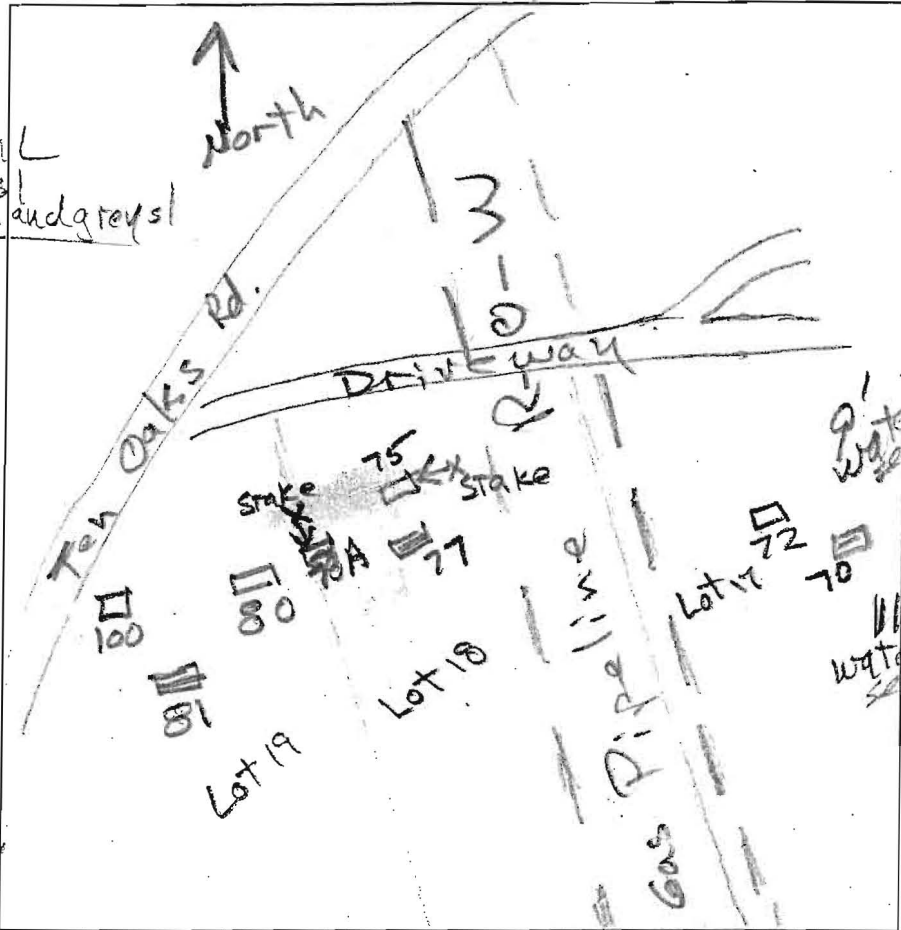 North
L
andgreysl
Ten Oaks Rd.
R-O-W
Driveway
75
stake
stake
77
80
100
81
72
70
9'
Lot 17
Lot 18
Lot 19
Gas Pipeline